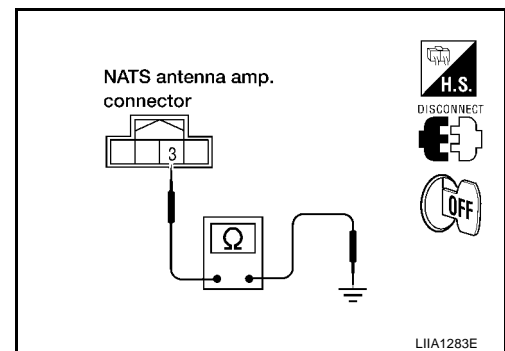 NATS antenna amp.
connector
3
Ω
H.S.
DISCONNECT
OFF
LIIA1283E